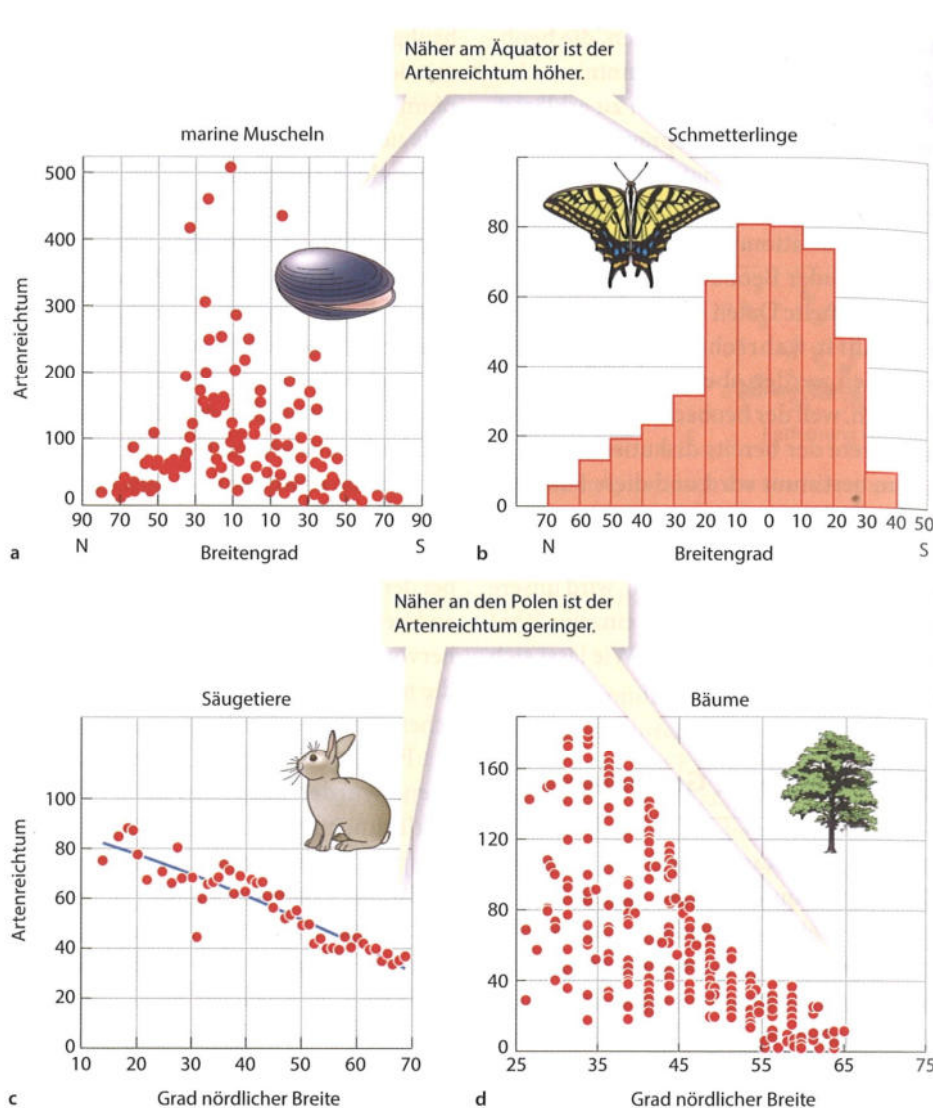 Näher am Äquator ist der
Artenreichtum höher.
marine Muscheln
Artenreichtum
500
400
300
200
100
0
90 70 50 30 10 10 30 50 70 90
N S
Breitengrad
a
Schmetterlinge
80
60
40
20
0
70 60 50 40 30 20 10 0 10 20 30 40 50
N S
Breitengrad
b
Näher an den Polen ist der
Artenreichtum geringer.
Säugetiere
Artenreichtum
100
80
60
40
20
0
10 20 30 40 50 60 70
c Grad nördlicher Breite
Bäume
160
120
80
40
0
25 35 45 55 65 75
d Grad nördlicher Breite